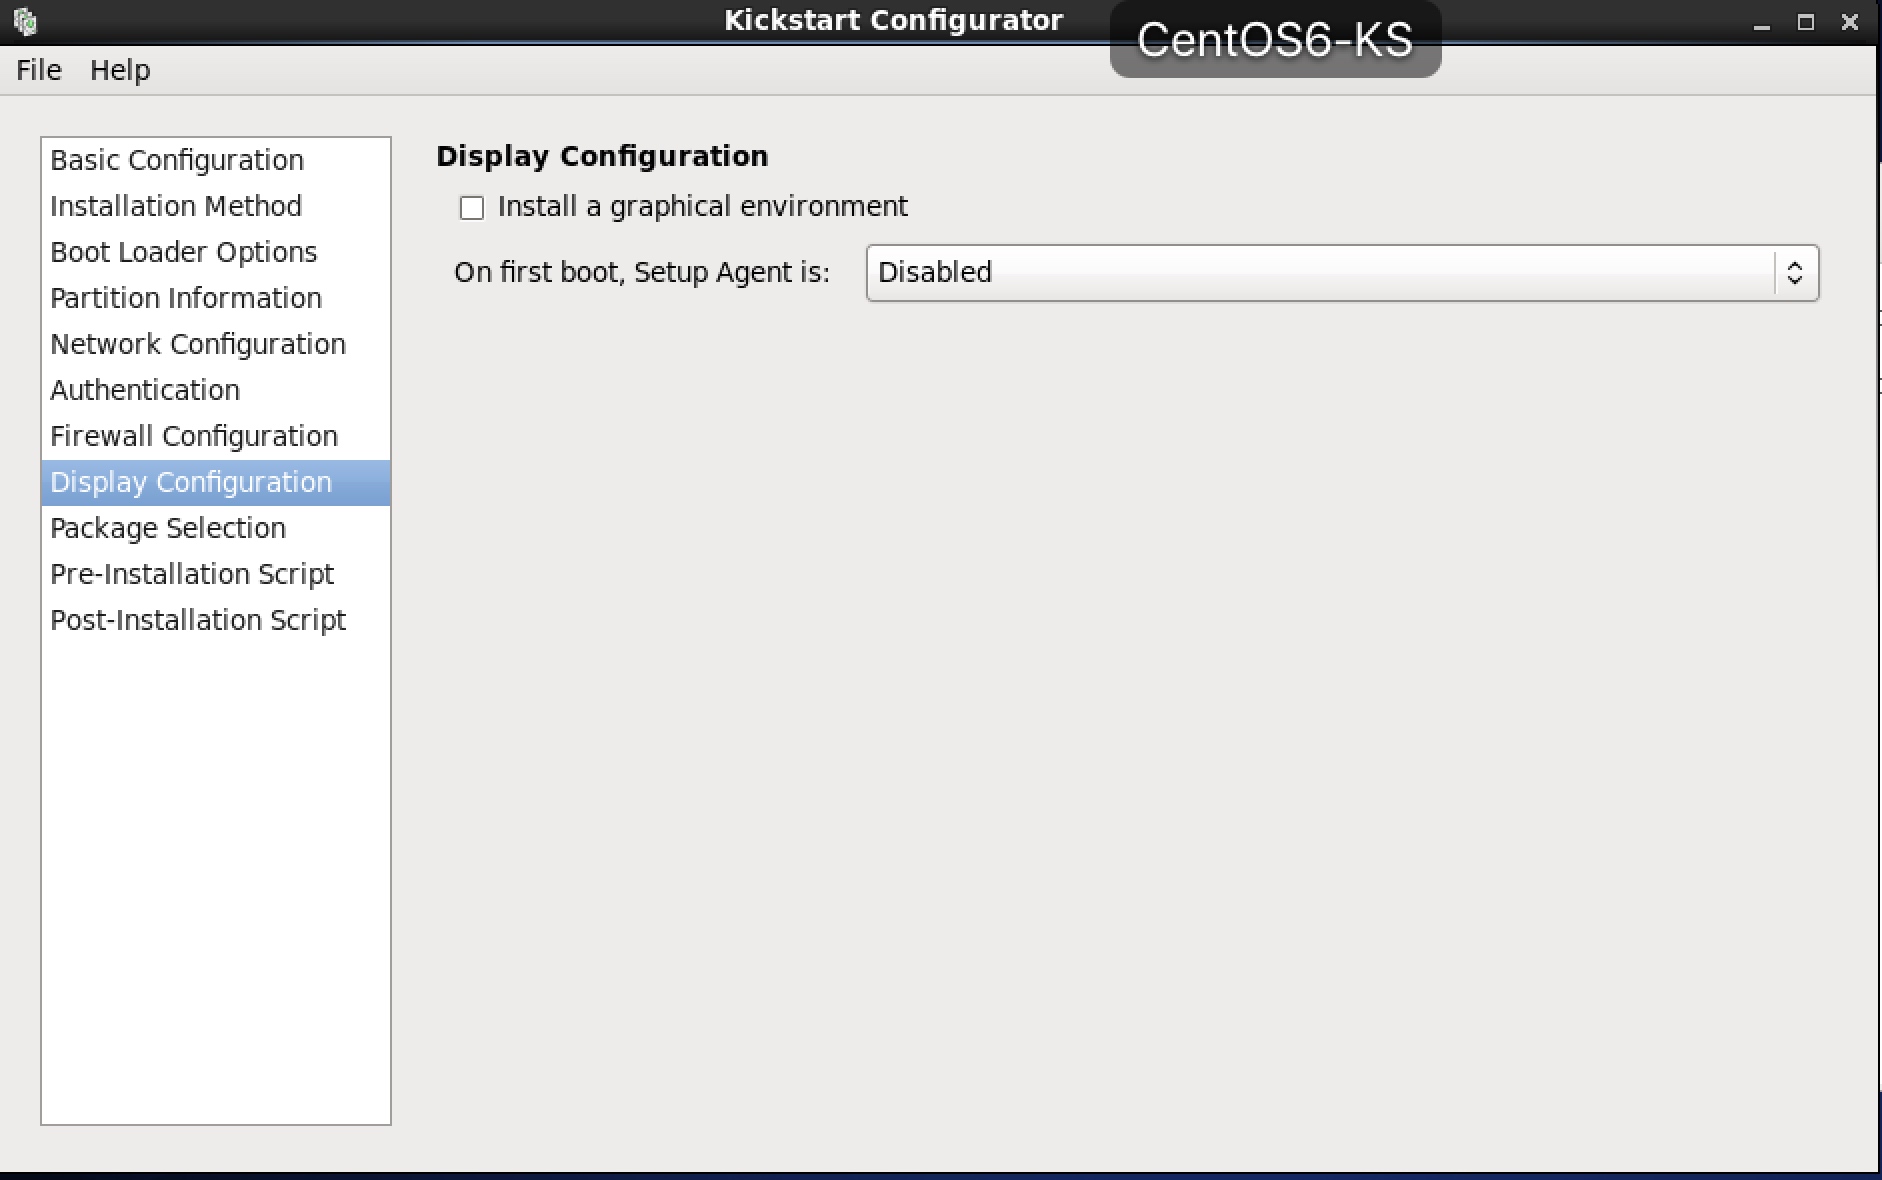 Kickstart Configurator
CentOS6-KS
File Help
Basic Configuration
Installation Method
Boot Loader Options
Partition Information
Network Configuration
Authentication
Firewall Configuration
Display Configuration
Package Selection
Pre-Installation Script
Post-Installation Script
Display Configuration
Install a graphical environment
On first boot, Setup Agent is: Disabled